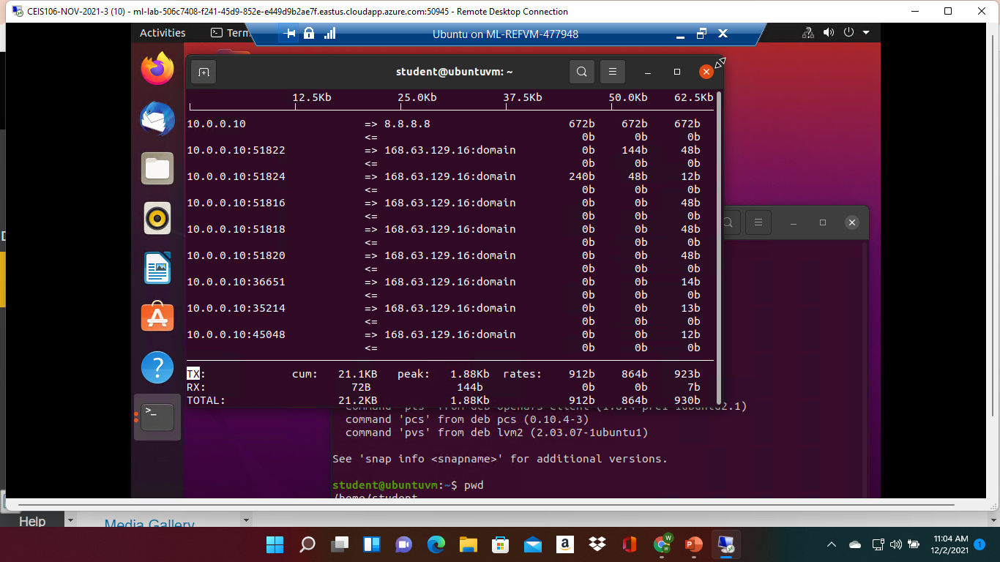 CEIS106-NOV-2021-3 (10) - ml-lab-506c7408-f241-45d9-852e-e449d9b2ae7f.eastus.cloudapp.azure.com:50945 - Remote Desktop Connection
Activities Term
Ubuntu on ML-REFVM-477948
student@ubuntuvm: ~
12.5Kb 25.0Kb 37.5Kb 50.0Kb 62.5Kb
10.0.0.10 => 8.8.8.8 672b 672b 672b
<= 0b 0b 0b
10.0.0.10:51822 => 168.63.129.16:domain 0b 144b 48b
<= 0b 0b 0b
10.0.0.10:51824 => 168.63.129.16:domain 240b 48b 12b
<= 0b 0b 0b
10.0.0.10:51816 => 168.63.129.16:domain 0b 0b 48b
<= 0b 0b 0b
10.0.0.10:51818 => 168.63.129.16:domain 0b 0b 48b
<= 0b 0b 0b
10.0.0.10:51820 => 168.63.129.16:domain 0b 0b 48b
<= 0b 0b 0b
10.0.0.10:36651 => 168.63.129.16:domain 0b 0b 14b
<= 0b 0b 0b
10.0.0.10:35214 => 168.63.129.16:domain 0b 0b 13b
<= 0b 0b 0b
10.0.0.10:45048 => 168.63.129.16:domain 0b 0b 12b
<= 0b 0b 0b
TX: cum: 21.1KB peak: 1.88Kb rates: 912b 864b 923b
RX: 72B 144b 0b 0b 7b
TOTAL: 21.2KB 1.88Kb 912b 864b 930b
command 'pts' from deb openafs-client (1.8.4~pre1-1ubuntu2.1)
command 'pcs' from deb pcs (0.10.4-3)
command 'pvs' from deb lvm2 (2.03.07-1ubuntu1)
See 'snap info <snapname>' for additional versions.
student@ubuntuvm:~$ pwd
/home/student
Help
Media Gallery
11:04 AM
12/2/2021
1